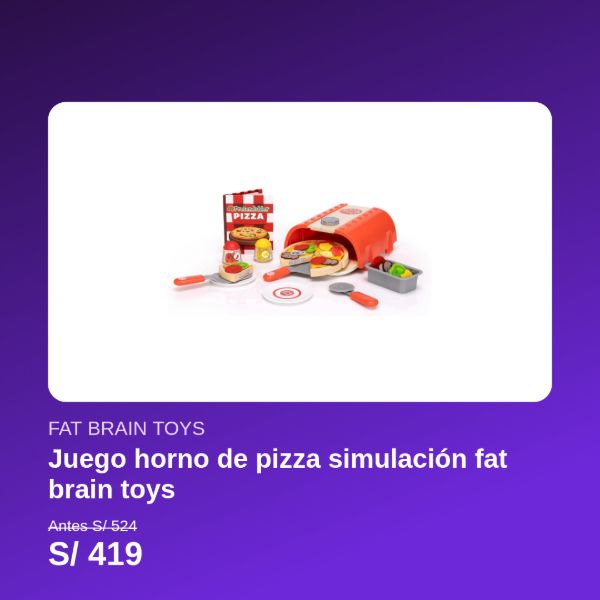 PIZZA
FAT BRAIN TOYS
Juego horno de pizza simulación fat
brain toys
Antes S/ 524
S/ 419